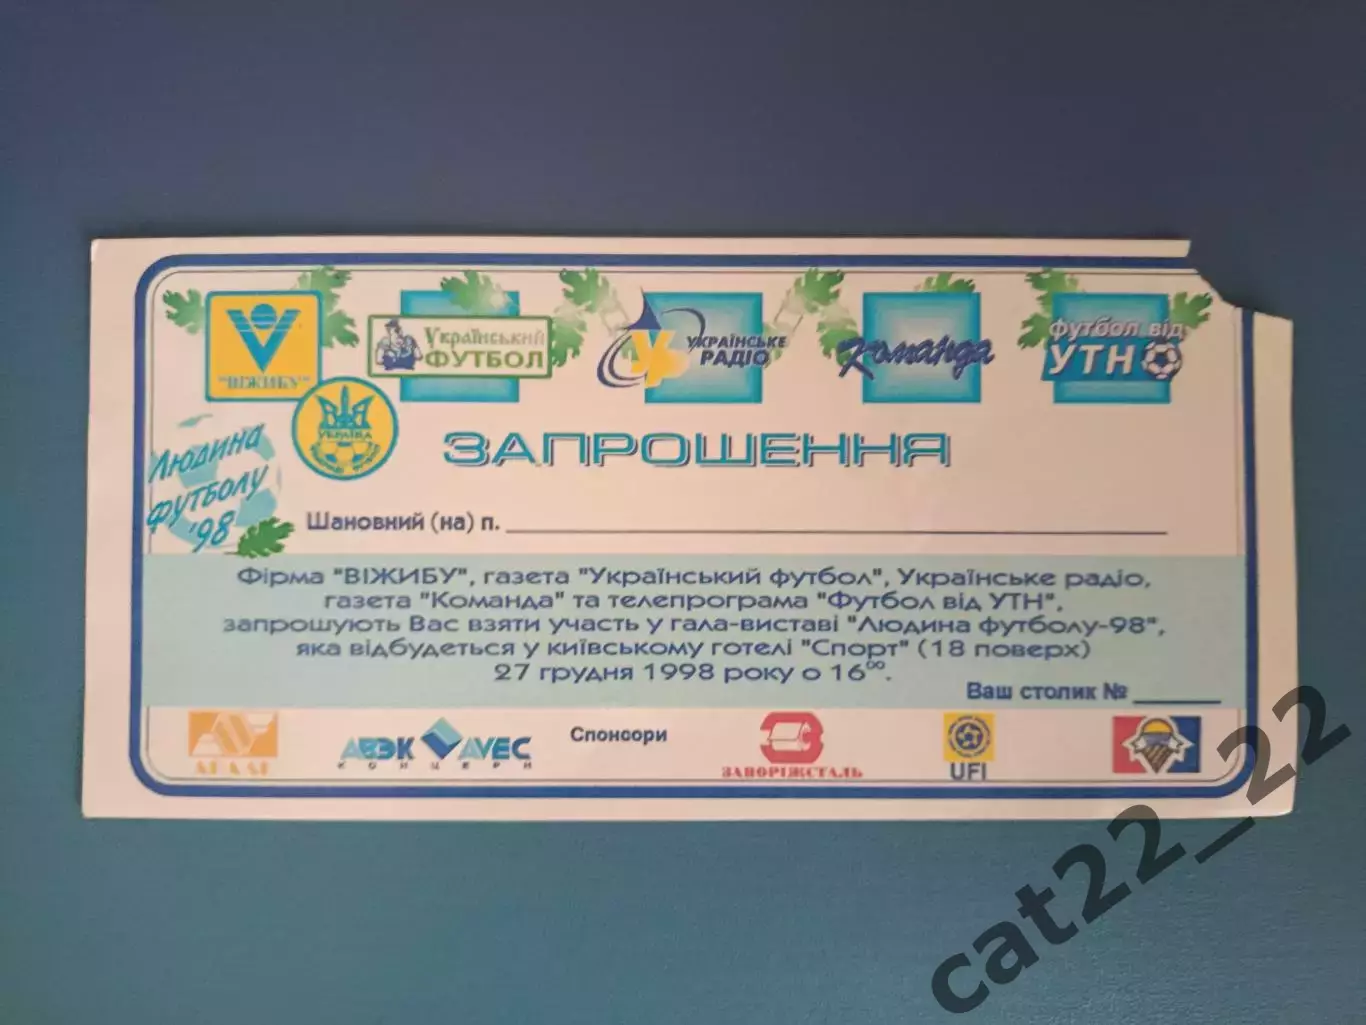 "ВІЖИБУ"
Український
ФУТБОЛ
УР
УКРАЇНСЬКЕ
РАДІО
Команда
футбол від
УТН
УКРАЇНА
Людина
футболу
'98
ЗАПРОШЕННЯ
Шановний (на) п.
Фірма "ВІЖИБУ", газета "Український футбол", Українське радіо,
газета "Команда" та телепрограма "Футбол від УТН",
запрошують Вас взяти участь у гала-виставі "Людина футболу-98",
яка відбудеться у київському готелі "Спорт" (18 поверх)
27 грудня 1998 року о 16⁰⁰.
Ваш столик №
Спонсори
АВЭК AVEC
КОНЦЕРН
ЗАПОРІЖСТАЛЬ
UFI
cat22_22